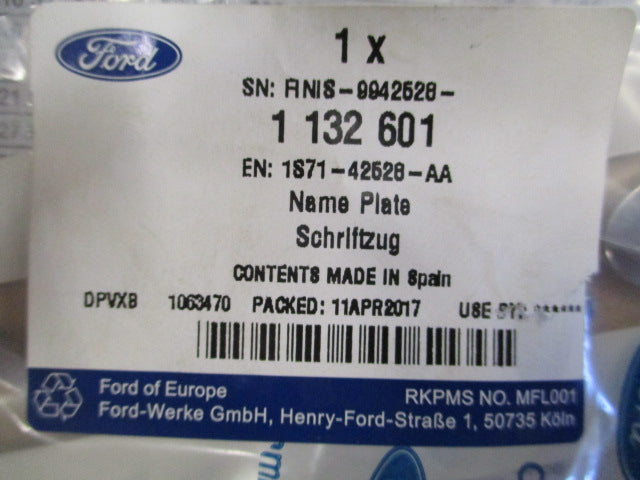 Ford
1 x
SN: FINIS-9942528-
1 132 601
EN: 1S71-42528-AA
Name Plate
Schriftzug
CONTENTS MADE IN Spain
DPVXB 1063470 PACKED: 11APR2017 USE BY: ******
Ford of Europe
RKPMS NO. MFL001
Ford-Werke GmbH, Henry-Ford-Straße 1, 50735 Köln